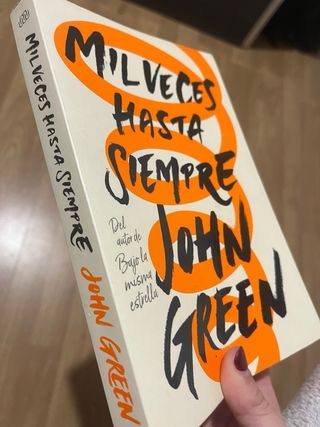 MIL VECES
HASTA
SIEMPRE
JOHN
GREEN
Del
autor de
Bajo la
misma
estrella
MIL VECES HASTA SIEMPRE JOHN GREEN